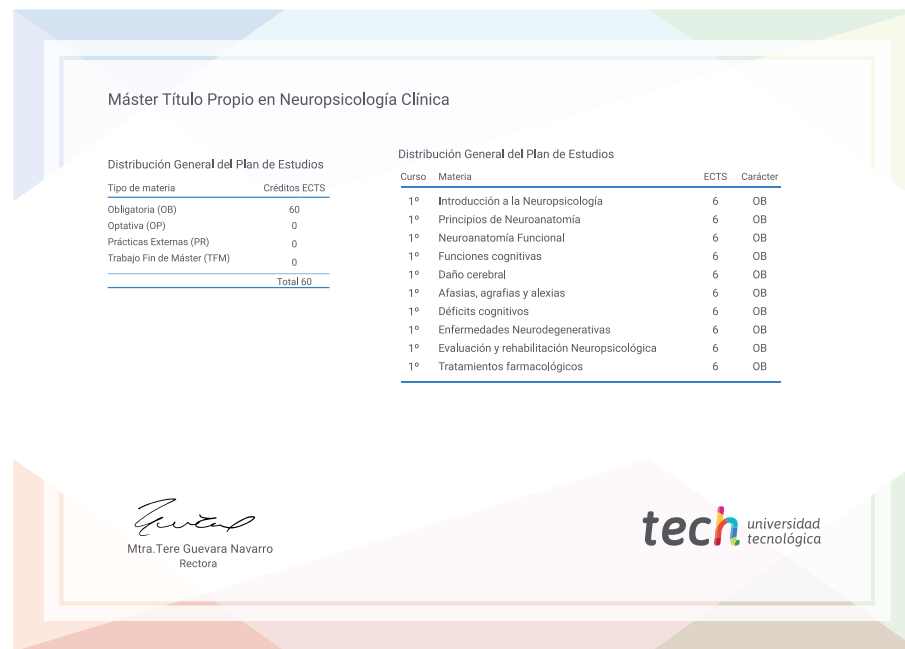 Máster Título Propio en Neuropsicología Clínica
Distribución General del Plan de Estudios
Tipo de materia Créditos ECTS
Obligatoria (OB) 60
Optativa (OP) 0
Prácticas Externas (PR) 0
Trabajo Fin de Máster (TFM) 0
Total 60
Distribución General del Plan de Estudios
Curso Materia ECTS Carácter
1º Introducción a la Neuropsicología 6 OB
1º Principios de Neuroanatomía 6 OB
1º Neuroanatomía Funcional 6 OB
1º Funciones cognitivas 6 OB
1º Daño cerebral 6 OB
1º Afasias, agrafias y alexias 6 OB
1º Déficits cognitivos 6 OB
1º Enfermedades Neurodegenerativas 6 OB
1º Evaluación y rehabilitación Neuropsicológica 6 OB
1º Tratamientos farmacológicos 6 OB
Mtra.Tere Guevara Navarro
Rectora
tech universidad
tecnológica